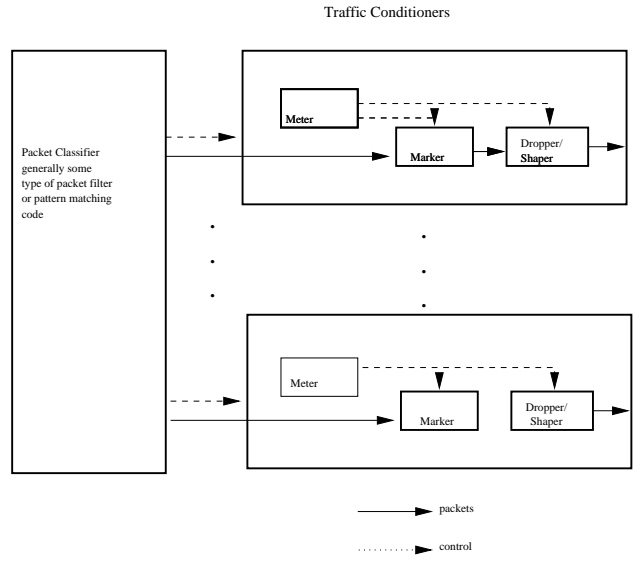 Traffic Conditioners
Packet Classifier
generally some
type of packet filter
or pattern matching
code
Meter
Marker
Dropper/
Shaper
Meter
Marker
Dropper/
Shaper
packets
control